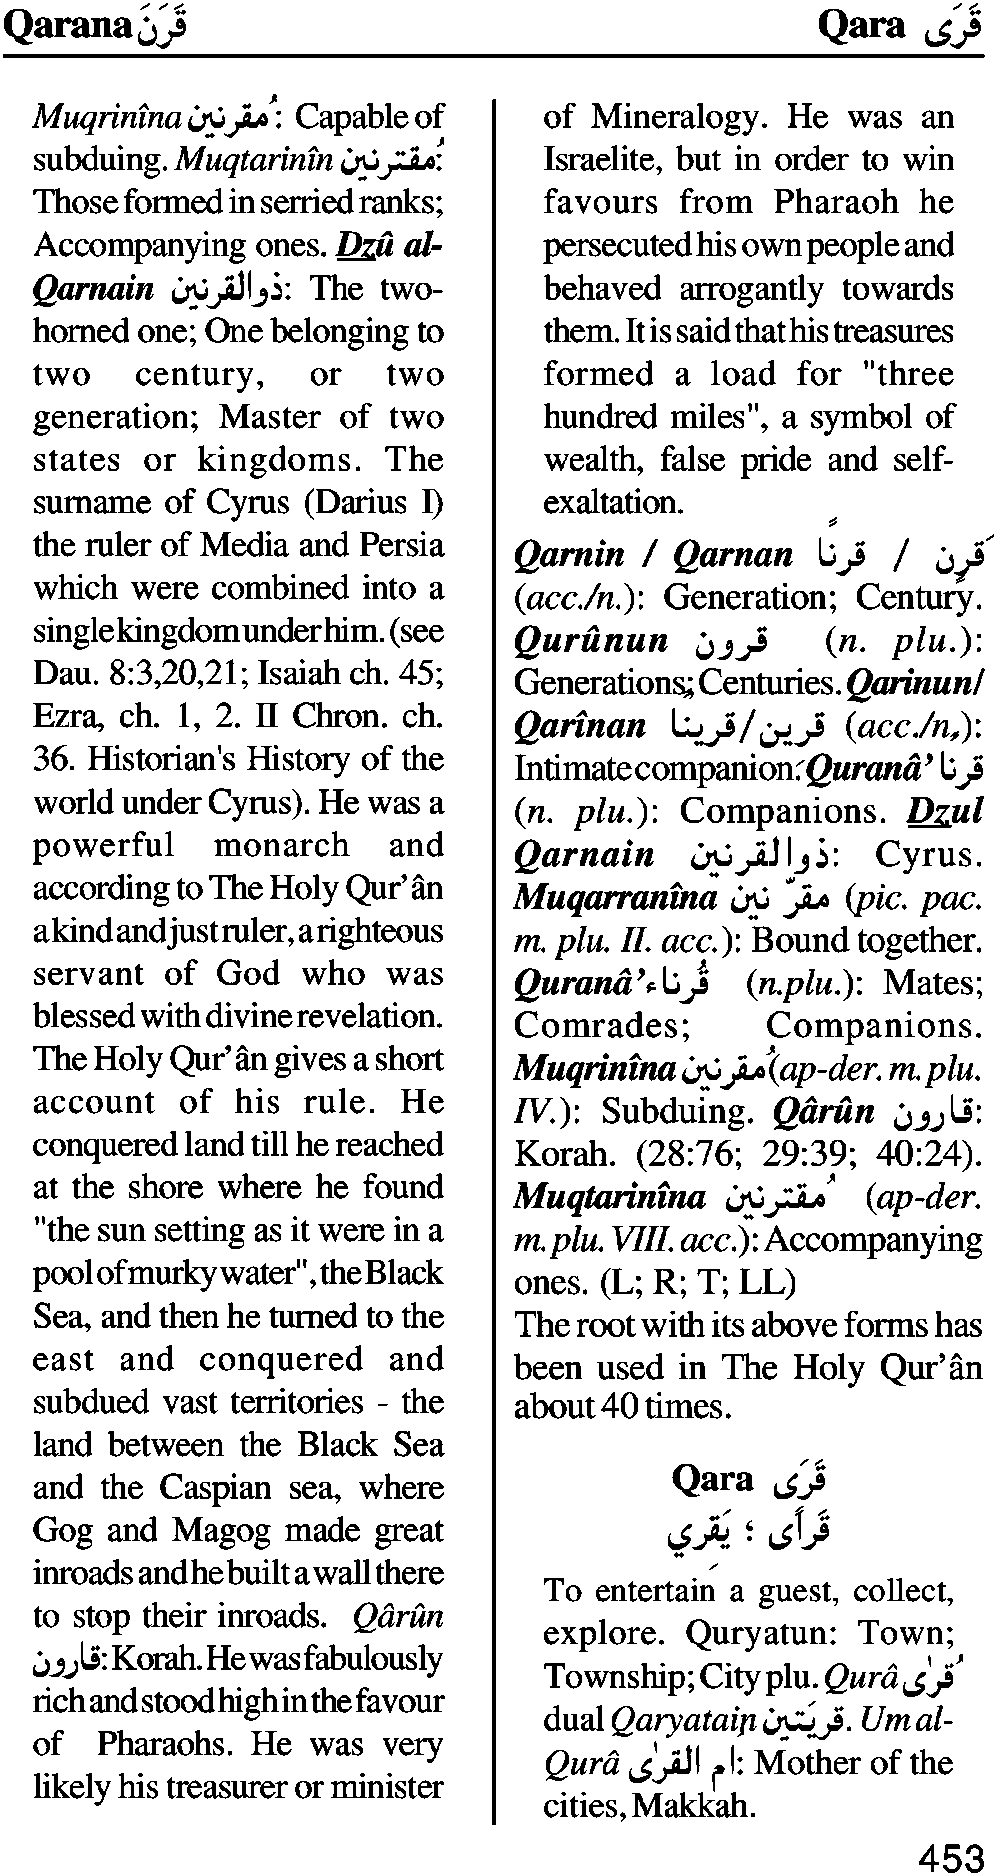 Qarana قَرَنَ
Qara قَرَى
Muqrinîna مُقرنين: Capable of
subduing. Muqtarinîn مُقترنين:
Those formed in serried ranks;
Accompanying ones. Dzû al-
Qarnain ذوالقرنين: The two-
horned one; One belonging to
two century, or two
generation; Master of two
states or kingdoms. The
surname of Cyrus (Darius I)
the ruler of Media and Persia
which were combined into a
single kingdom under him. (see
Dau. 8:3,20,21; Isaiah ch. 45;
Ezra, ch. 1, 2. II Chron. ch.
36. Historian's History of the
world under Cyrus). He was a
powerful monarch and
according to The Holy Qur’ân
a kind and just ruler, a righteous
servant of God who was
blessed with divine revelation.
The Holy Qur’ân gives a short
account of his rule. He
conquered land till he reached
at the shore where he found
"the sun setting as it were in a
pool of murky water", the Black
Sea, and then he turned to the
east and conquered and
subdued vast territories - the
land between the Black Sea
and the Caspian sea, where
Gog and Magog made great
inroads and he built a wall there
to stop their inroads. Qârûn
قارون: Korah. He was fabulously
rich and stood high in the favour
of Pharaohs. He was very
likely his treasurer or minister
of Mineralogy. He was an
Israelite, but in order to win
favours from Pharaoh he
persecuted his own people and
behaved arrogantly towards
them. It is said that his treasures
formed a load for "three
hundred miles", a symbol of
wealth, false pride and self-
exaltation.
Qarnin / Qarnan قَرنٍ / قرناً
(acc./n.): Generation; Century.
Qurûnun قرون (n. plu.):
Generations; Centuries. Qarinun/
Qarînan قرين/قرينا (acc./n,):
Intimate companion. Quranâ’ قرنا
(n. plu.): Companions. Dzul
Qarnain ذوالقرنين: Cyrus.
Muqarranîna مقرّنين (pic. pac.
m. plu. II. acc.): Bound together.
Quranâ’ قُرناء (n.plu.): Mates;
Comrades; Companions.
Muqrinîna مُقرنين (ap-der. m. plu.
IV.): Subduing. Qârûn قارون:
Korah. (28:76; 29:39; 40:24).
Muqtarinîna مُقترنين (ap-der.
m. plu. VIII. acc.): Accompanying
ones. (L; R; T; LL)
The root with its above forms has
been used in The Holy Qur’ân
about 40 times.
Qara قَرَى
قَرأَى ؛ يَقرِي
To entertain a guest, collect,
explore. Quryatun: Town;
Township; City plu. Qurâ قُرٰى
dual Qaryatain قريَتين. Um al-
Qurâ ام القرٰى: Mother of the
cities, Makkah.
453